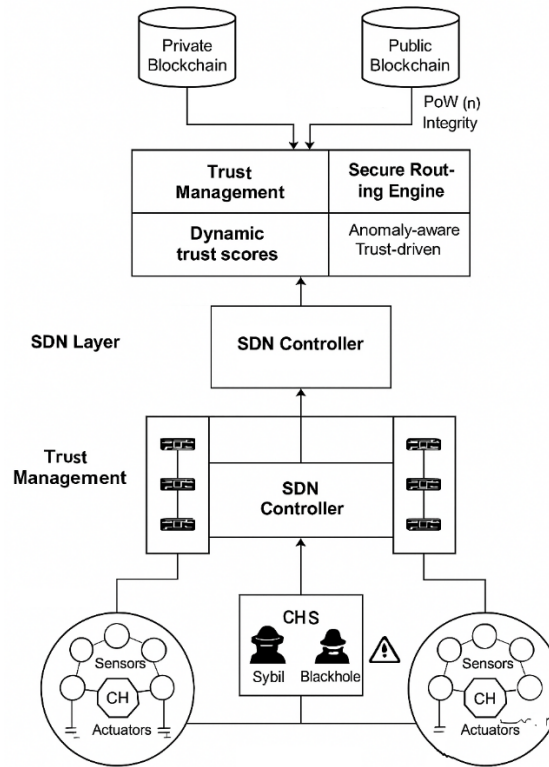 Private
Blockchain
Public
Blockchain
PoW (n)
Integrity
Trust
Management
Secure Rout-
ing Engine
Dynamic
trust scores
Anomaly-aware
Trust-driven
SDN Layer
SDN Controller
Trust
Management
SDN
Controller
CHS
Sybil
Blackhole
Sensors
CH
Actuators
Sensors
CH
Actuators